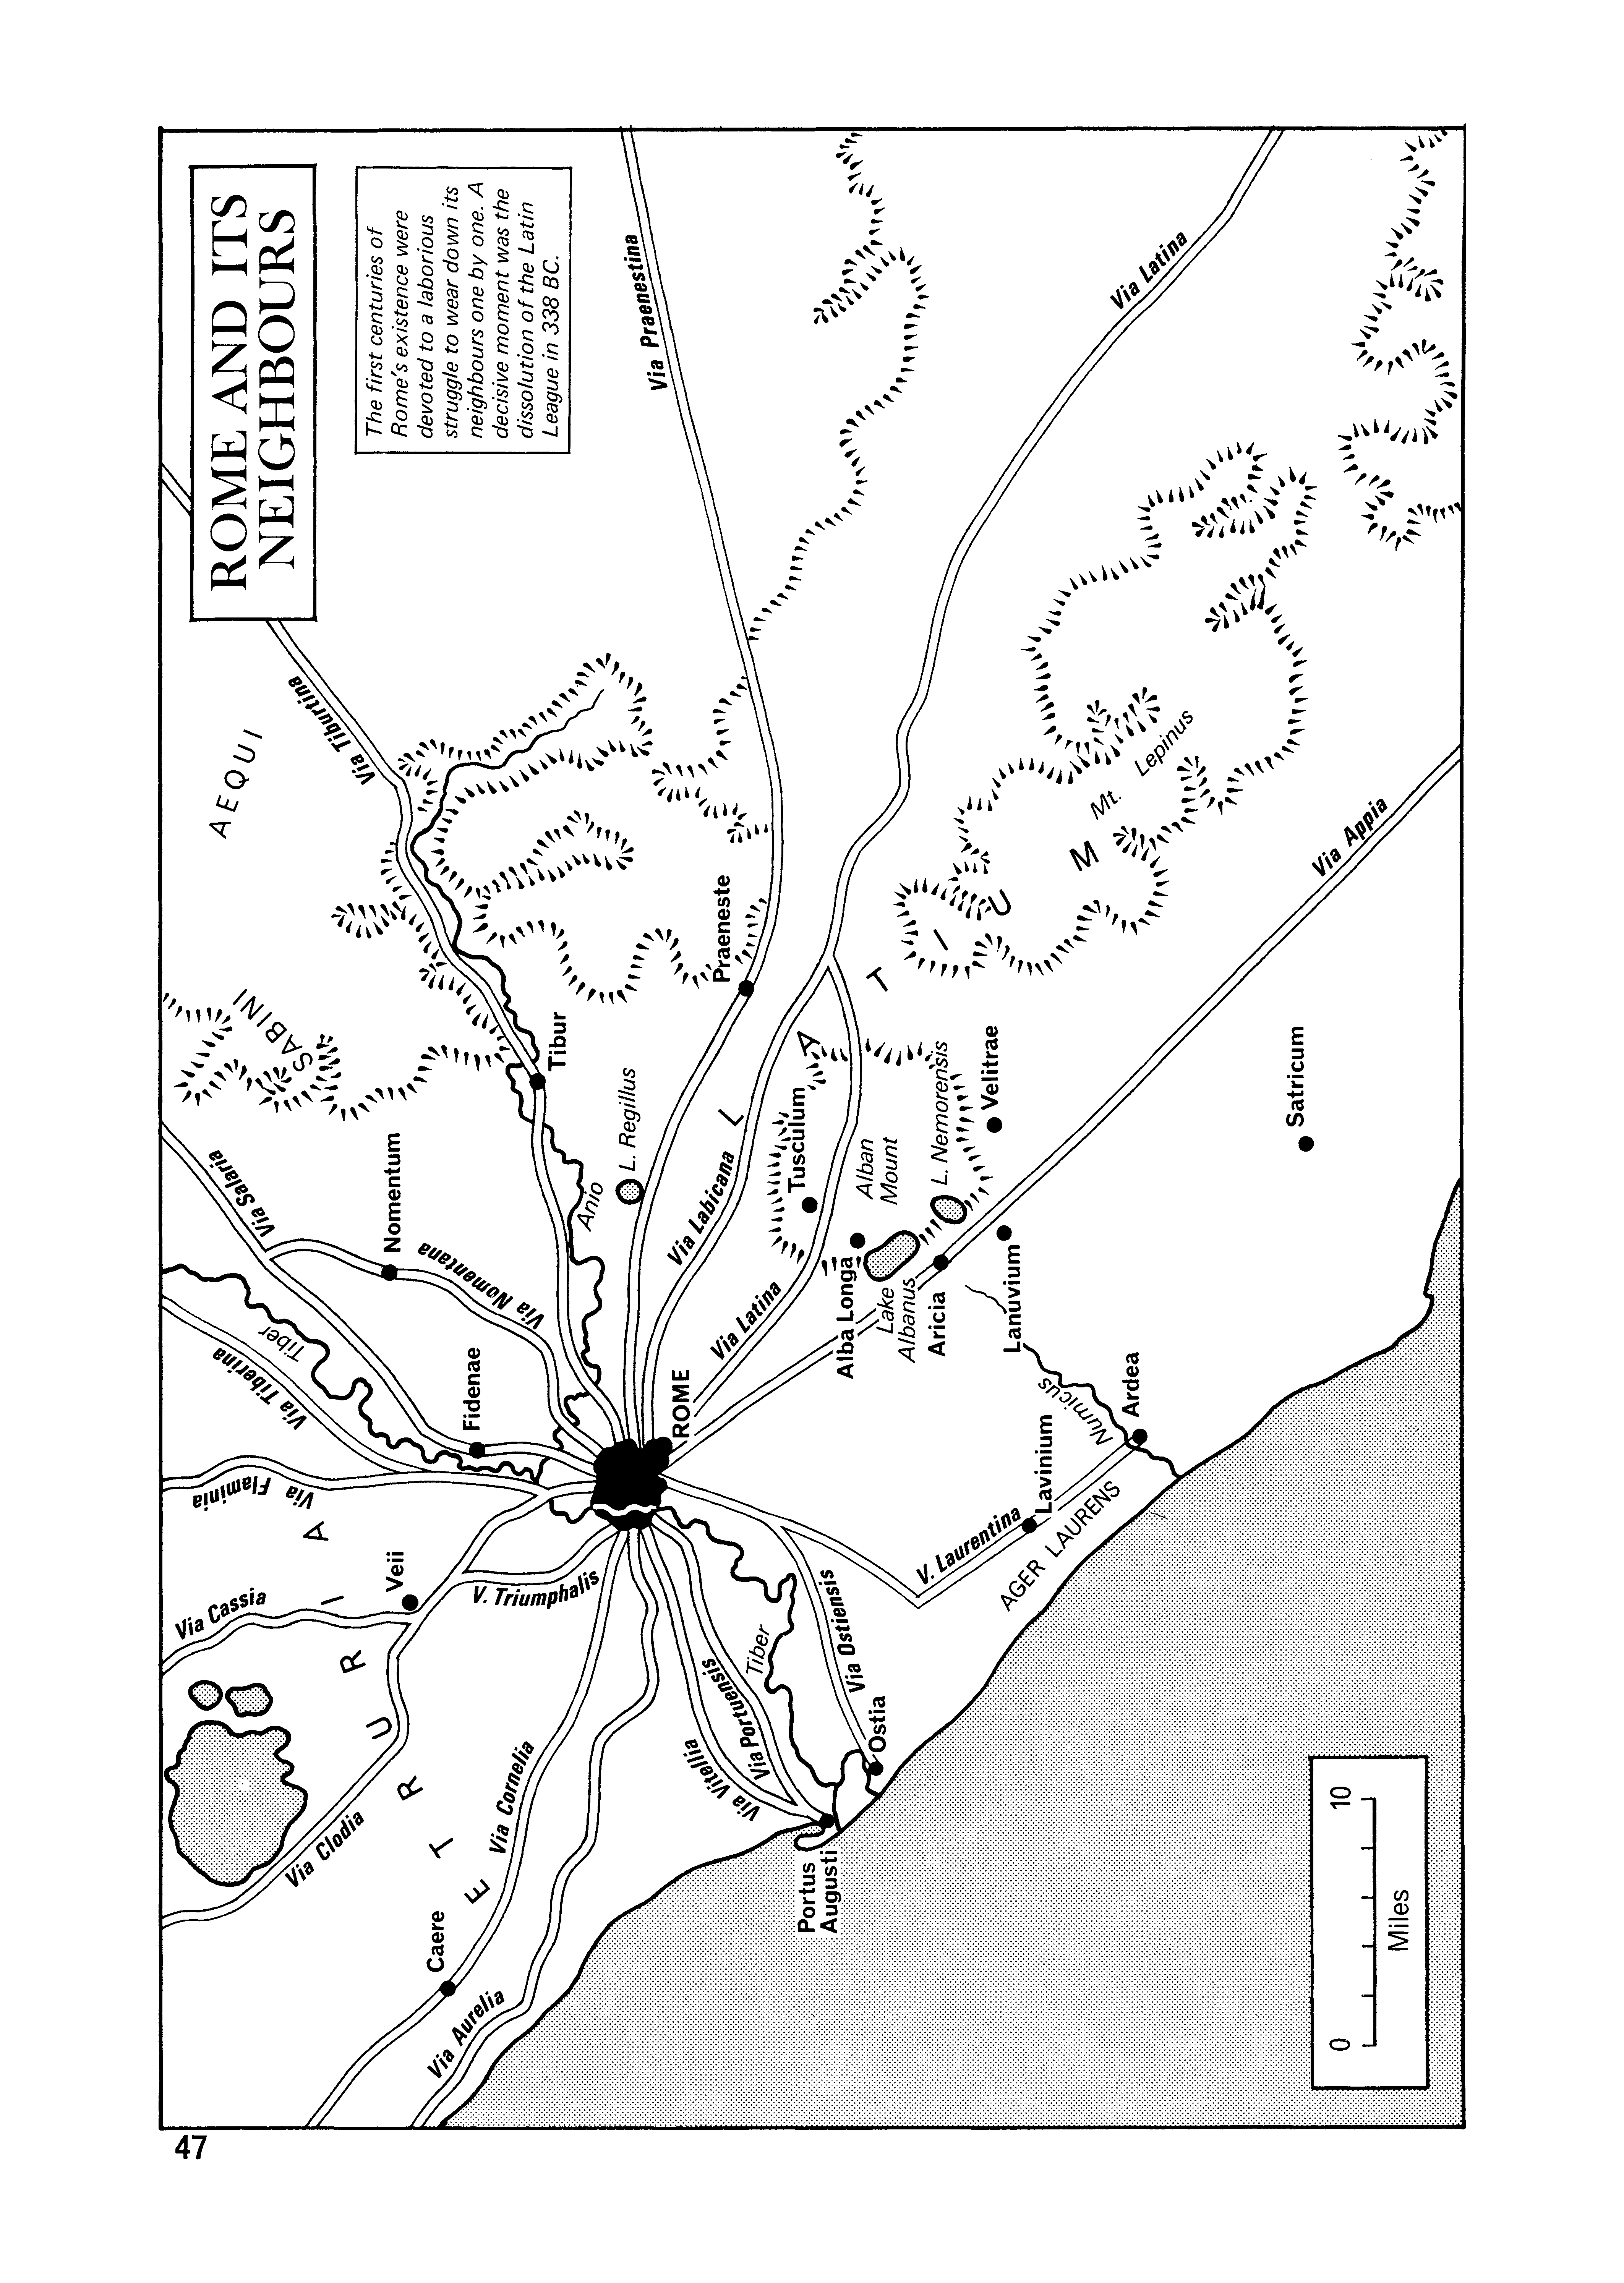 47
ROME AND ITS
NEIGHBOURS
The first centuries of
Rome's existence were
devoted to a laborious
struggle to wear down its
neighbours one by one. A
decisive moment was the
dissolution of the Latin
League in 338 BC.
AEQUI
SABINI
ETRURIA
LATIUM
Via Clodia
Via Cassia
Via Flaminia
Via Tiberina
Tiber
Via Salaria
Via Nomentana
Via Tiburtina
Via Praenestina
Via Labicana
Via Latina
Via Latina
Via Appia
V. Triumphalis
Via Cornelia
Via Aurelia
Via Vitellia
Via Portuensis
Tiber
Via Ostiensis
V. Laurentina
AGER LAURENS
Numicus
Anio
L. Regillus
Caere
Veii
Fidenae
Nomentum
Tibur
Praeneste
ROME
Tusculum
Alban
Mount
Alba Longa
Lake
Albanus
L. Nemorensis
Aricia
Velitrae
Lanuvium
Lavinium
Ardea
Satricum
Mt. Lepinus
Ostia
Portus
Augusti
0
10
Miles